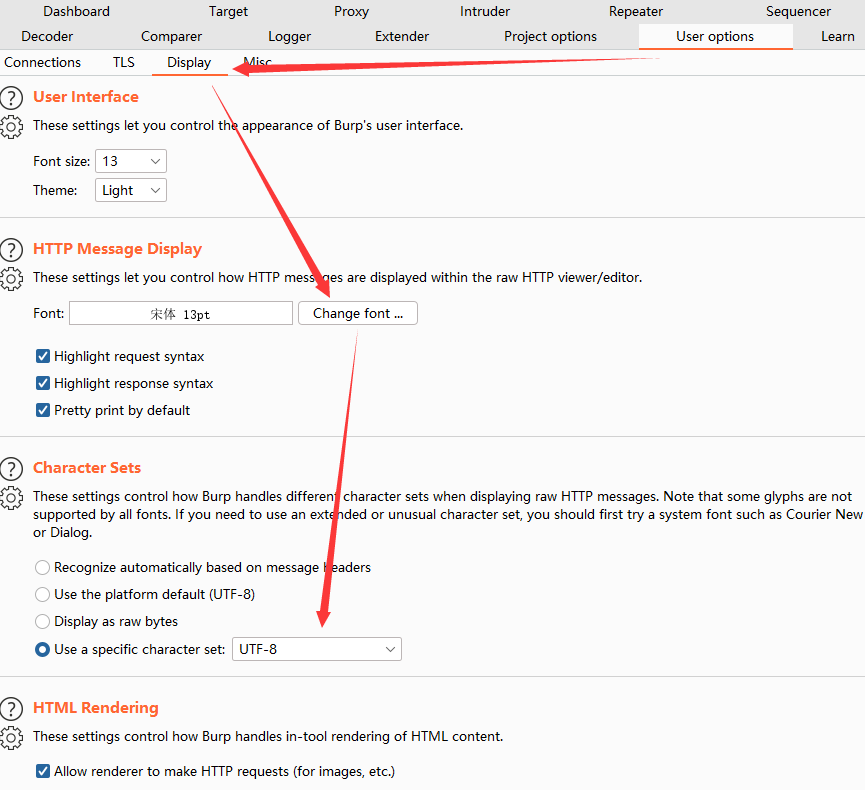 Dashboard Target Proxy Intruder Repeater Sequencer
Decoder Comparer Logger Extender Project options User options Learn
Connections TLS Display Misc
? User Interface
These settings let you control the appearance of Burp's user interface.
Font size: 13
Theme: Light
? HTTP Message Display
These settings let you control how HTTP messages are displayed within the raw HTTP viewer/editor.
Font: 宋体 13pt Change font ...
Highlight request syntax
Highlight response syntax
Pretty print by default
? Character Sets
These settings control how Burp handles different character sets when displaying raw HTTP messages. Note that some glyphs are not
supported by all fonts. If you need to use an extended or unusual character set, you should first try a system font such as Courier New
or Dialog.
Recognize automatically based on message headers
Use the platform default (UTF-8)
Display as raw bytes
Use a specific character set: UTF-8
? HTML Rendering
These settings control how Burp handles in-tool rendering of HTML content.
Allow renderer to make HTTP requests (for images, etc.)